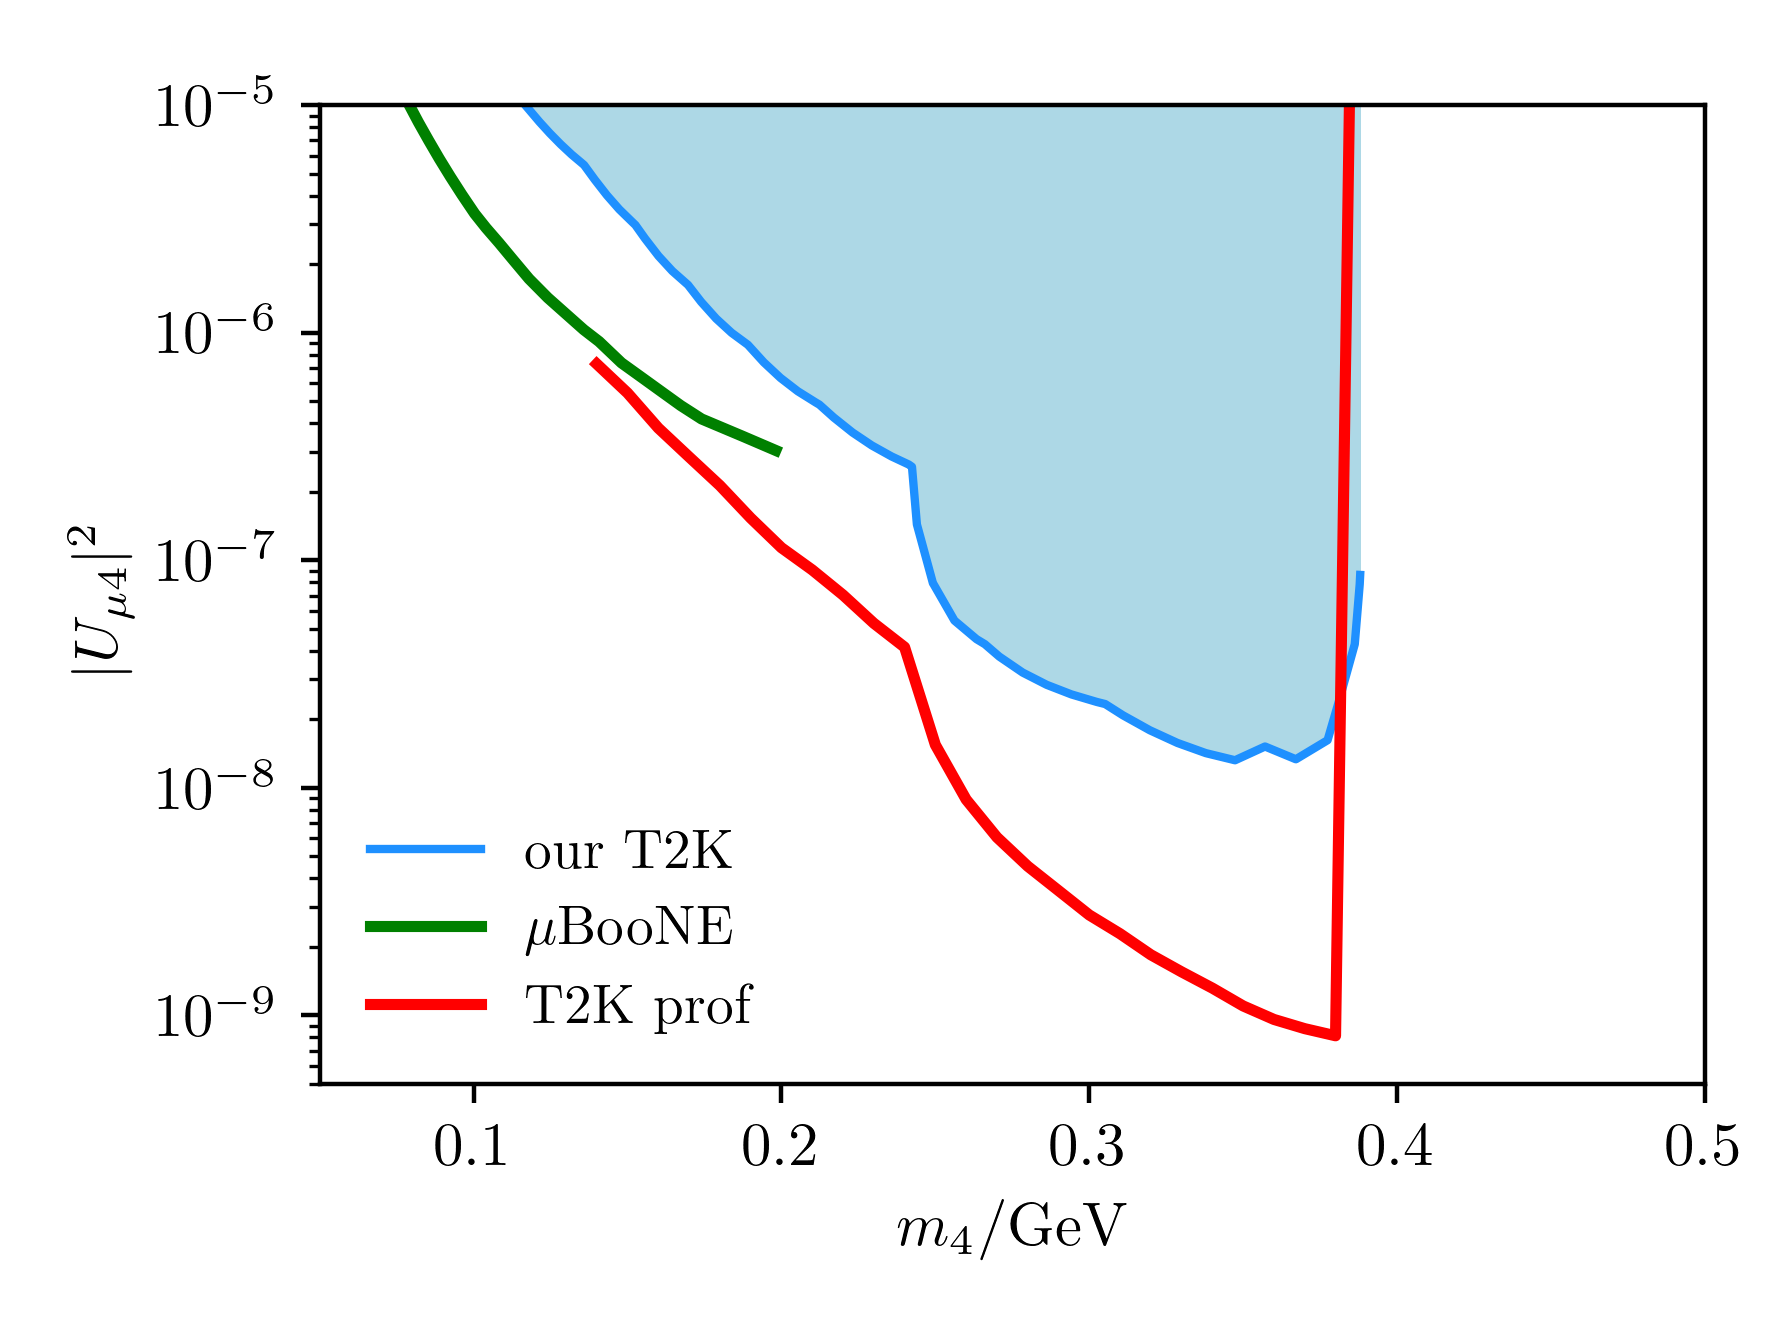 10⁻⁵
10⁻⁶
10⁻⁷
10⁻⁸
10⁻⁹
|U_μ4|²
our T2K
μBooNE
T2K prof
0.1 0.2 0.3 0.4 0.5
m₄/GeV